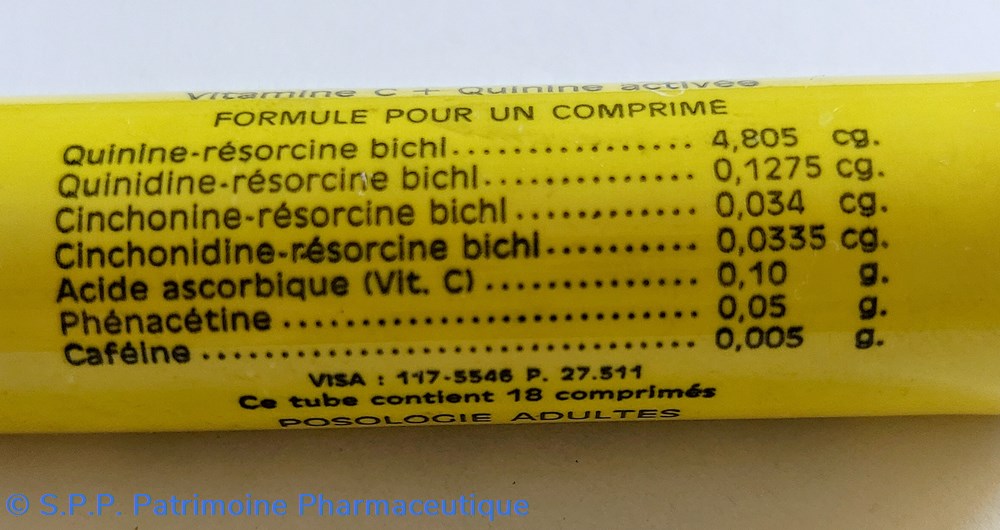 Vitamine C + Quinine activée
FORMULE POUR UN COMPRIMÉ
Quinine-résorcine bichl.................. 4,805 cg.
Quinidine-résorcine bichl............... 0,1275 cg.
Cinchonine-résorcine bichl ............ 0,034 cg.
Cinchonidine-résorcine bichl.......... 0,0335 cg.
Acide ascorbique (Vit. C) ............... 0,10 g.
Phénacétine ............................... 0,05 g.
Caféine ..................................... 0,005 g.
VISA : 117-5546 P. 27.511
Ce tube contient 18 comprimés
POSOLOGIE ADULTES
© S.P.P. Patrimoine Pharmaceutique